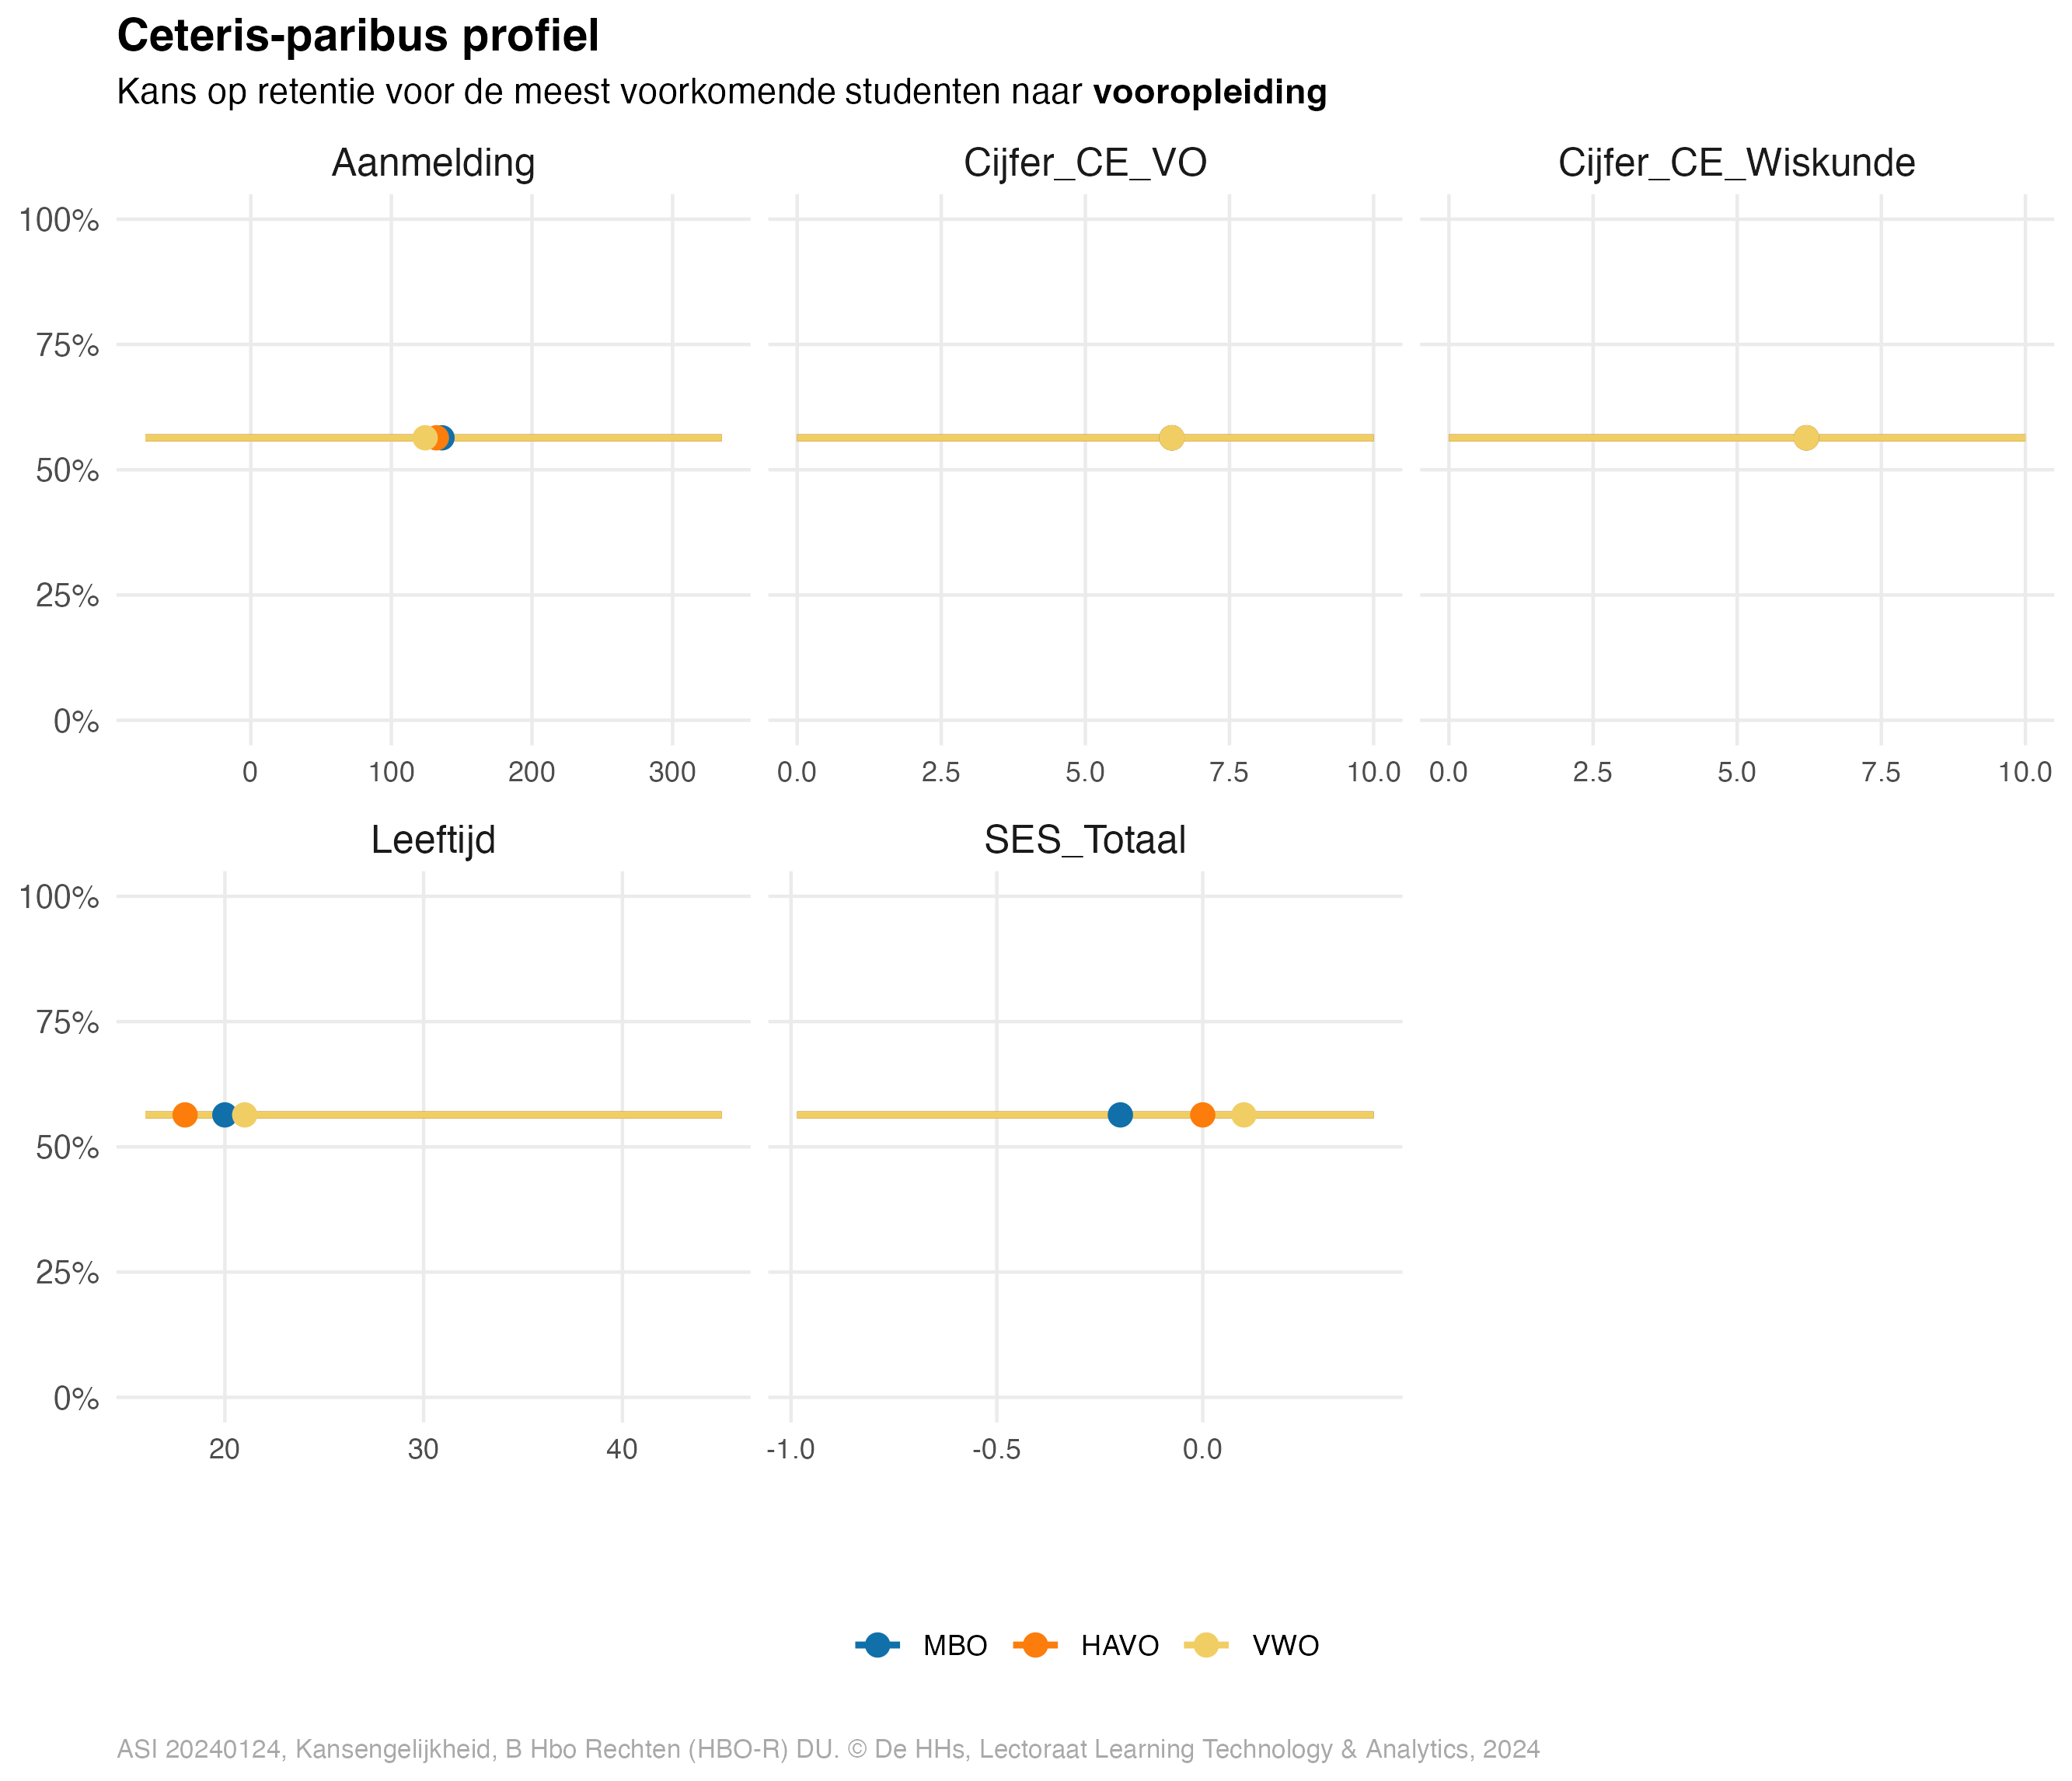 Ceteris-paribus profiel
Kans op retentie voor de meest voorkomende studenten naar vooropleiding
Aanmelding
Cijfer_CE_VO
Cijfer_CE_Wiskunde
100%
75%
50%
25%
0%
0 100 200 300
0.0 2.5 5.0 7.5 10.0
0.0 2.5 5.0 7.5 10.0
Leeftijd
SES_Totaal
100%
75%
50%
25%
0%
20 30 40
-1.0 -0.5 0.0
MBO HAVO VWO
ASI 20240124, Kansengelijkheid, B Hbo Rechten (HBO-R) DU. © De HHs, Lectoraat Learning Technology & Analytics, 2024